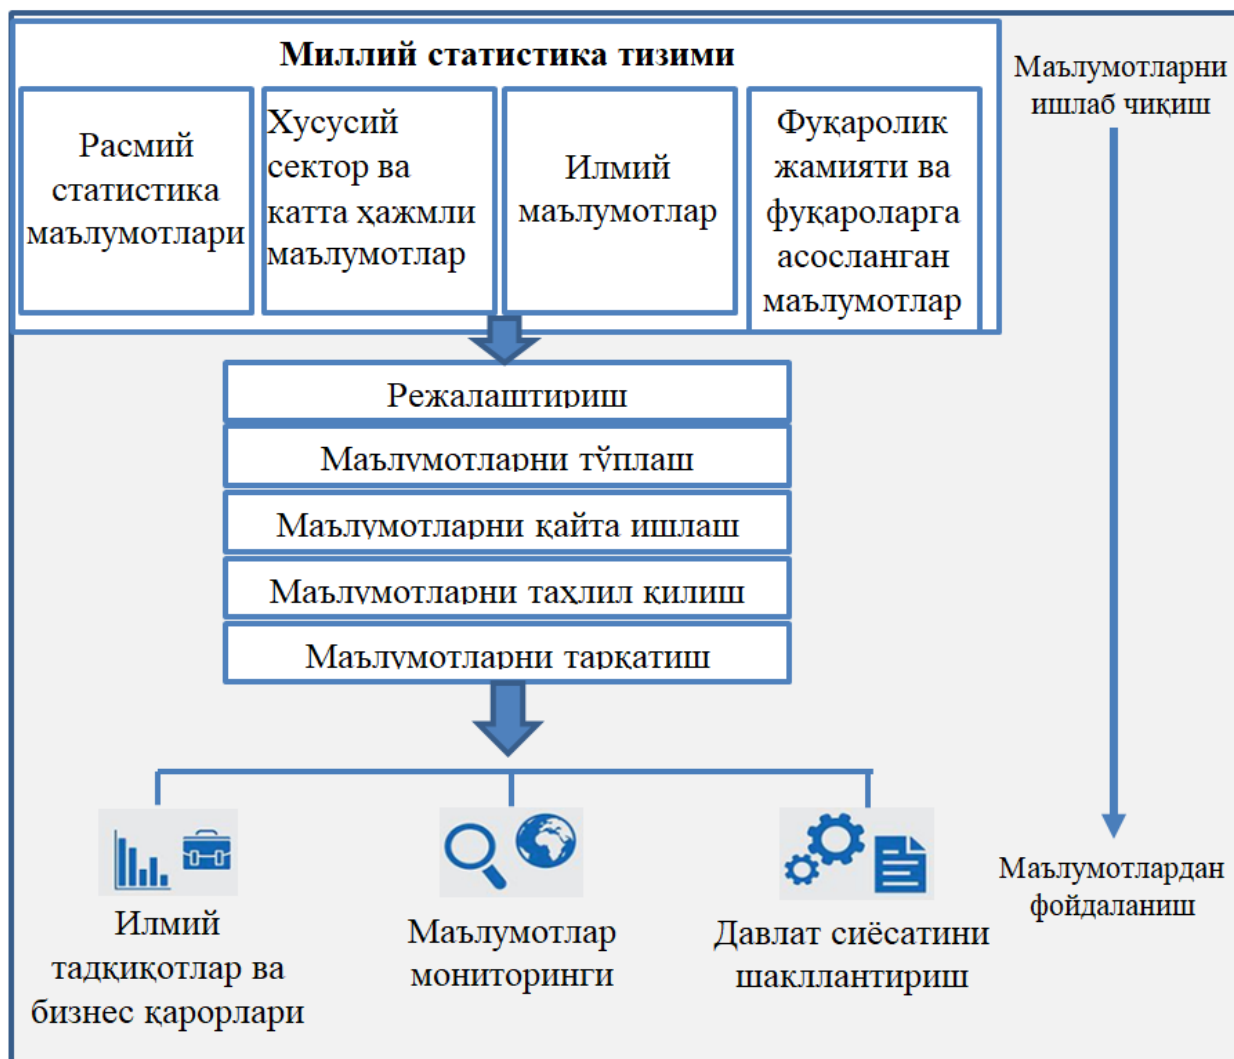 Миллий статистика тизими
Маълумотларни
ишлаб чиқиш
Расмий
статистика
маълумотлари
Хусусий
сектор ва
катта ҳажмли
маълумотлар
Илмий
маълумотлар
Фуқаролик
жамияти ва
фуқароларга
асосланган
маълумотлар
Режалаштириш
Маълумотларни тўплаш
Маълумотларни қайта ишлаш
Маълумотларни таҳлил қилиш
Маълумотларни тарқатиш
Илмий
тадқиқотлар ва
бизнес қарорлари
Маълумотлар
мониторинги
Давлат сиёсатини
шакллантириш
Маълумотлардан
фойдаланиш